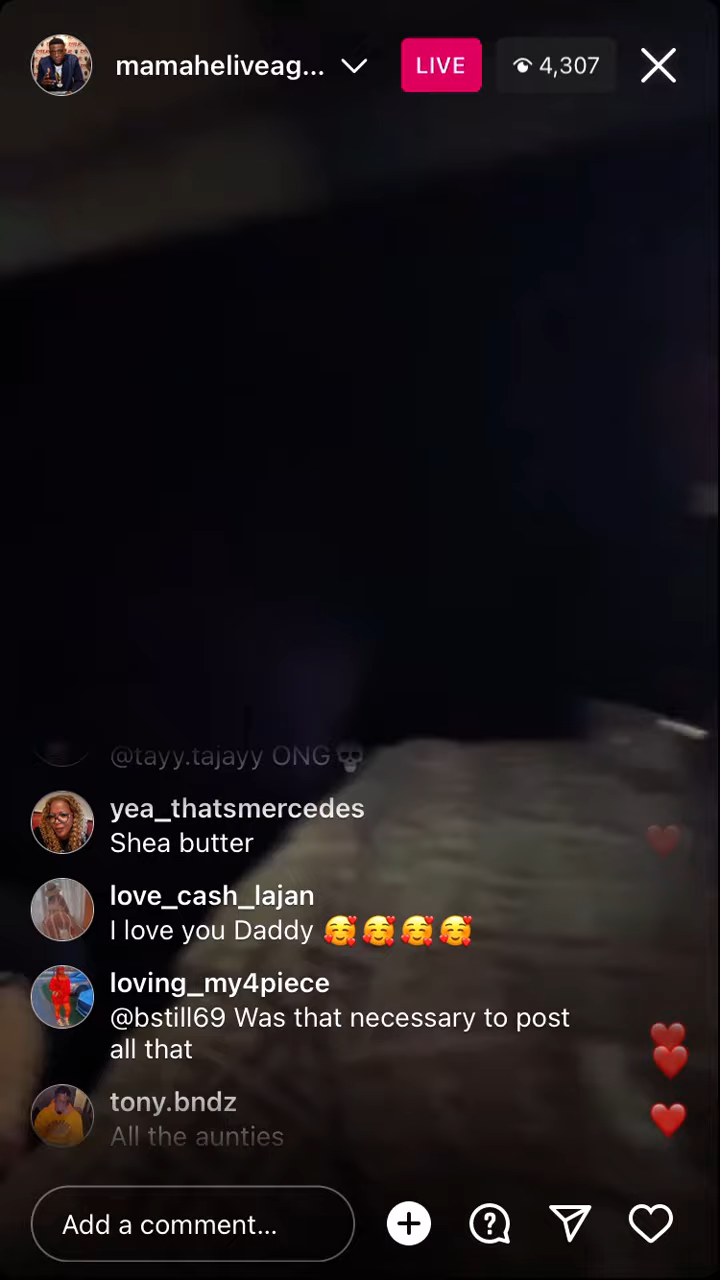 mamaheliveag...
LIVE
4,307
@tayy.tajayy ONG💀
yea_thatsmercedes
Shea butter
love_cash_lajan
I love you Daddy 🥰🥰🥰🥰
loving_my4piece
@bstill69 Was that necessary to post
all that
tony.bndz
All the aunties
Add a comment...